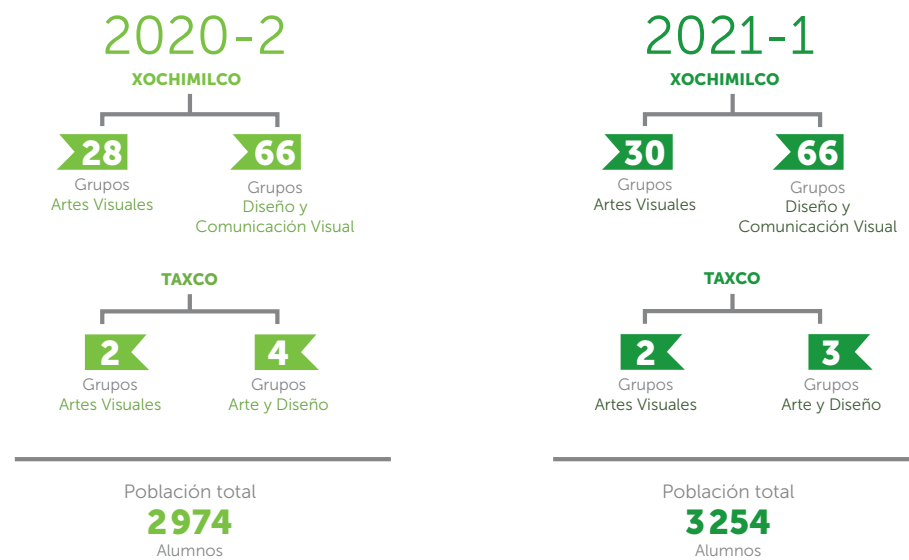 2020-2
XOCHIMILCO
28
Grupos
Artes Visuales
66
Grupos
Diseño y
Comunicación Visual
TAXCO
2
Grupos
Artes Visuales
4
Grupos
Arte y Diseño
Población total
2974
Alumnos
2021-1
XOCHIMILCO
30
Grupos
Artes Visuales
66
Grupos
Diseño y
Comunicación Visual
TAXCO
2
Grupos
Artes Visuales
3
Grupos
Arte y Diseño
Población total
3254
Alumnos